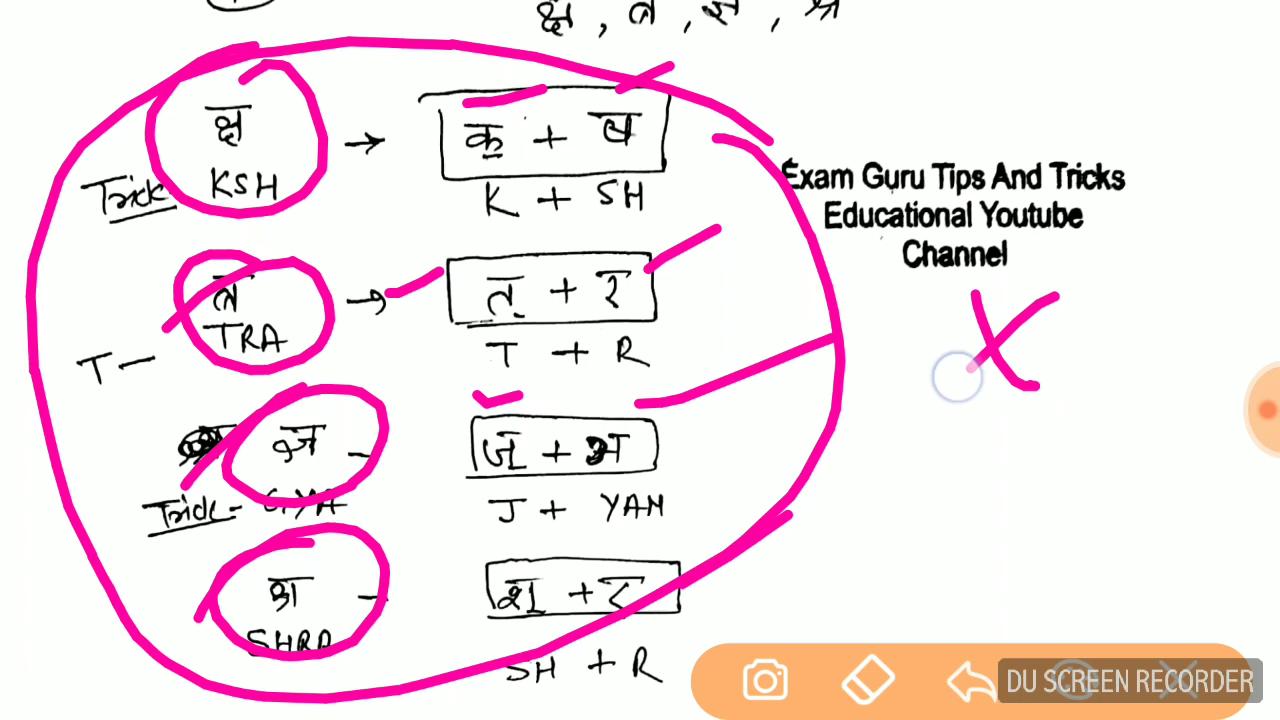 क्ष , त्र , ज्ञ , श्र
क्ष → क् + ष
Trick KSH K + SH
Exam Guru Tips And Tricks
Educational Youtube
Channel
त्र → त् + र
T - TRA T + R
ज्ञ - ज् + ञ
Trick - GYA J + YAN
श्र - श् + र
SHRA SH + R
DU SCREEN RECORDER